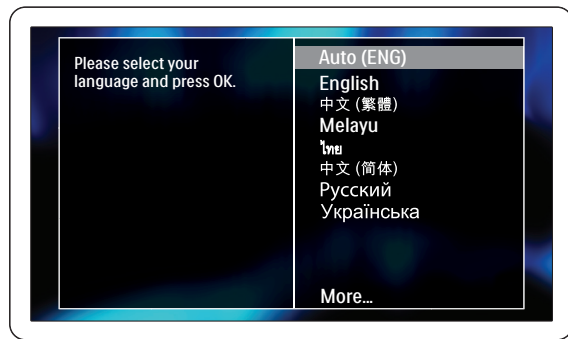 Please select your
language and press OK.
Auto (ENG)
English
中文 (繁體)
Melayu
ไทย
中文 (简体)
Русский
Українська
More...